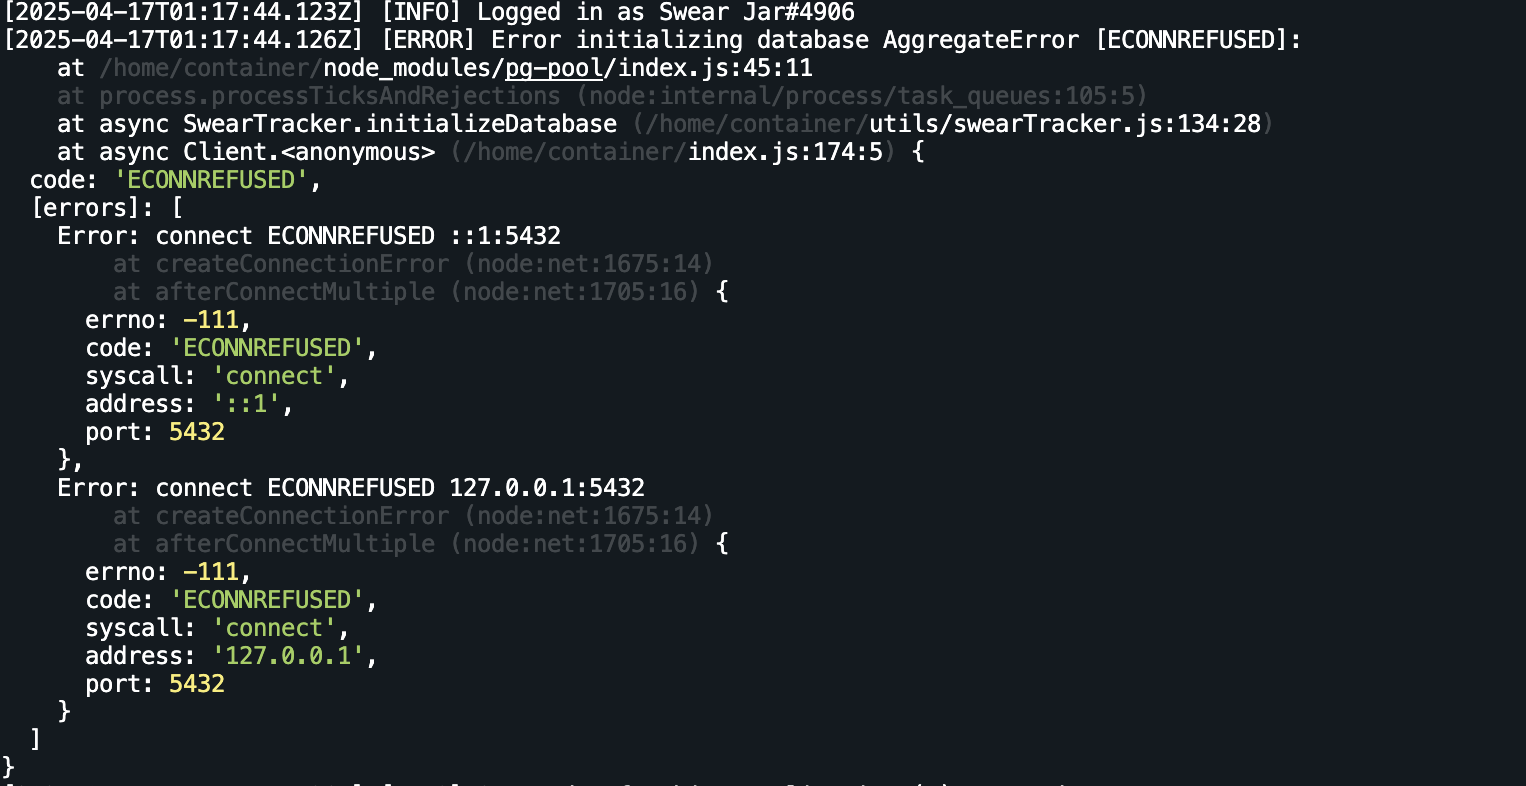 [2025-04-17T01:17:44.123Z] [INFO] Logged in as Swear Jar#4906
[2025-04-17T01:17:44.126Z] [ERROR] Error initializing database AggregateError [ECONNREFUSED]:
    at /home/container/node_modules/pg-pool/index.js:45:11
    at process.processTicksAndRejections (node:internal/process/task_queues:105:5)
    at async SwearTracker.initializeDatabase (/home/container/utils/swearTracker.js:134:28)
    at async Client.<anonymous> (/home/container/index.js:174:5) {
  code: 'ECONNREFUSED',
  [errors]: [
    Error: connect ECONNREFUSED ::1:5432
        at createConnectionError (node:net:1675:14)
        at afterConnectMultiple (node:net:1705:16) {
      errno: -111,
      code: 'ECONNREFUSED',
      syscall: 'connect',
      address: '::1',
      port: 5432
    },
    Error: connect ECONNREFUSED 127.0.0.1:5432
        at createConnectionError (node:net:1675:14)
        at afterConnectMultiple (node:net:1705:16) {
      errno: -111,
      code: 'ECONNREFUSED',
      syscall: 'connect',
      address: '127.0.0.1',
      port: 5432
    }
  ]
}